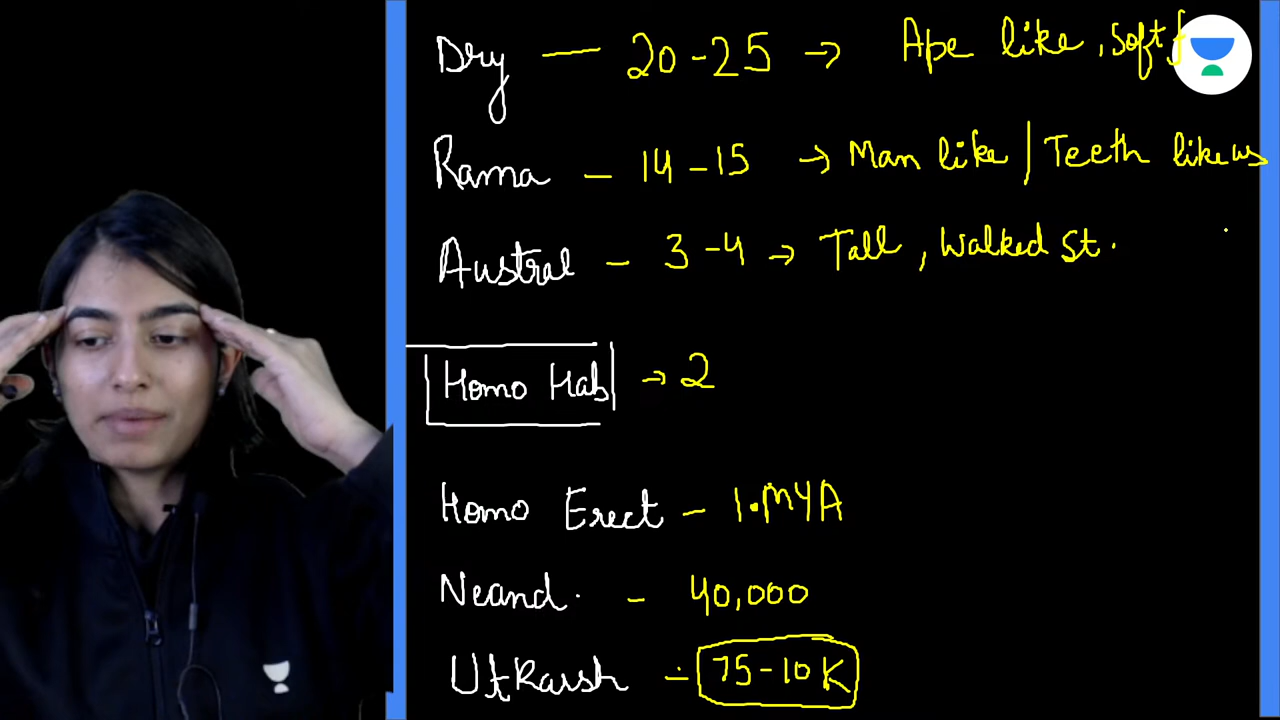 Dry — 20-25 → Ape like, Soft f
Rama - 14-15 → Man like / Teeth like us
Austral - 3-4 → Tall, Walked St.
Homo Hab → 2
Homo Erect - 1.MYA
Neand. - 40,000
Utkarsh - 75-10K